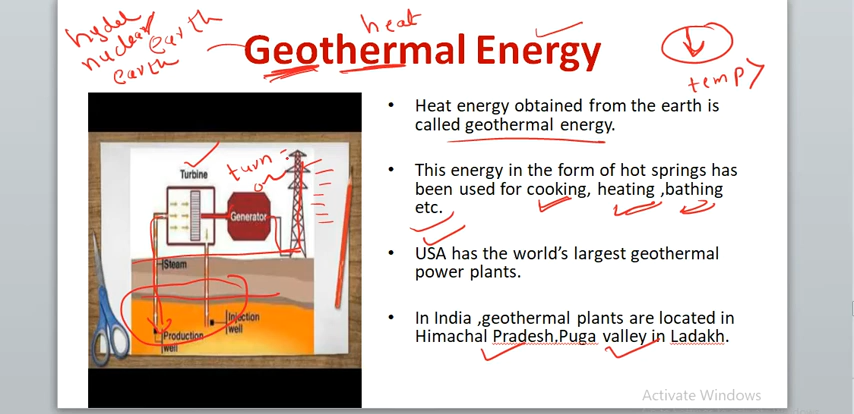 hydel
nuclear
earth
earth
heat
Geothermal Energy
temp
Heat energy obtained from the earth is
called geothermal energy.
This energy in the form of hot springs has
been used for cooking, heating ,bathing
etc.
USA has the world's largest geothermal
power plants.
In India ,geothermal plants are located in
Himachal Pradesh,Puga valley in Ladakh.
Turbine
turn
on
Generator
Steam
Injection
well
Production
well
Activate Windows